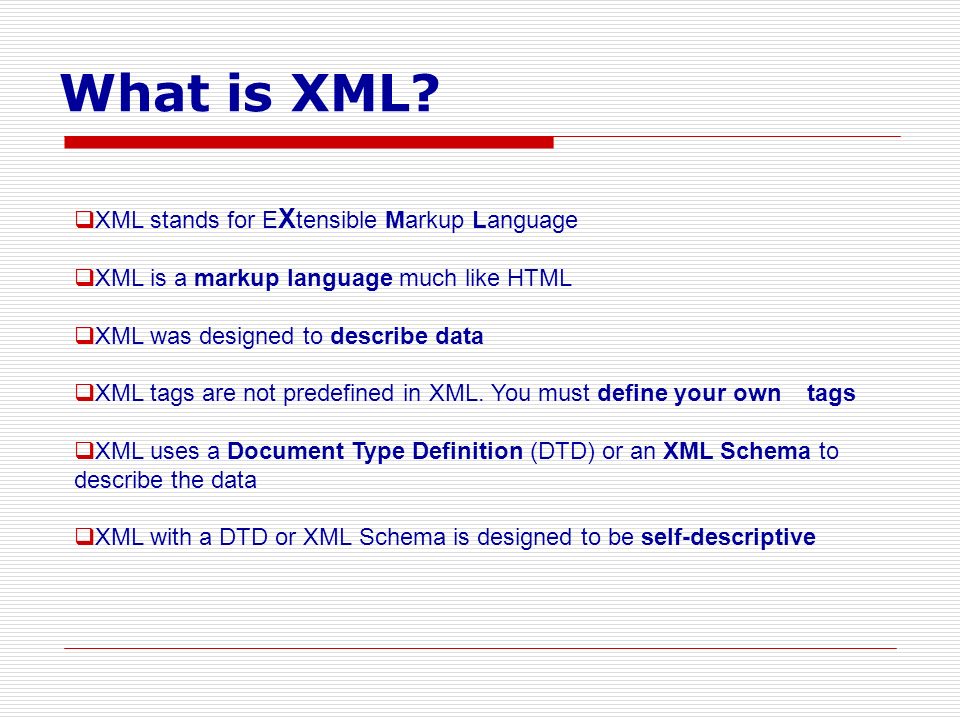 What is XML?
❑XML stands for EXtensible Markup Language
❑XML is a markup language much like HTML
❑XML was designed to describe data
❑XML tags are not predefined in XML. You must define your own tags
❑XML uses a Document Type Definition (DTD) or an XML Schema to
describe the data
❑XML with a DTD or XML Schema is designed to be self-descriptive